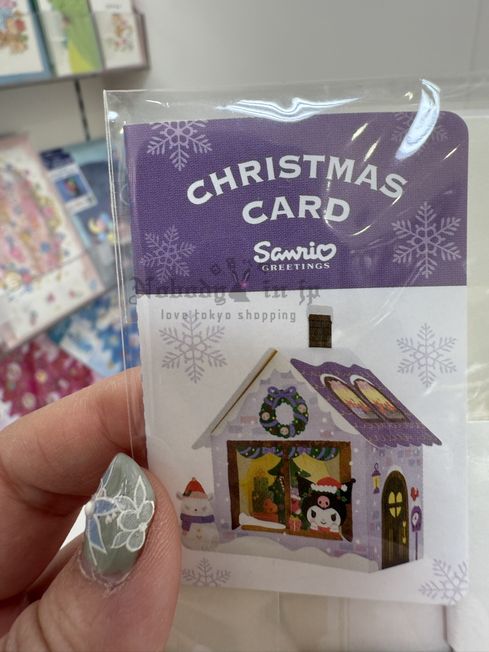 CHRISTMAS
CARD
Sanrio
GREETINGS
Nobody in jp
love tokyo shopping